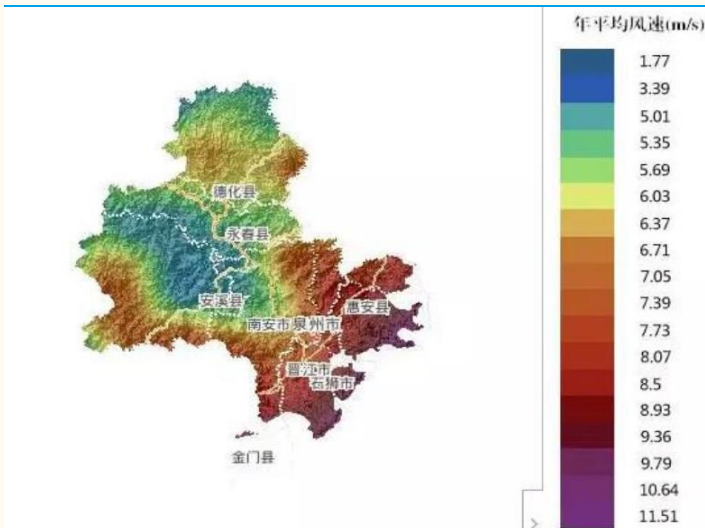 年平均风速(m/s)
1.77
3.39
5.01
5.35
5.69
6.03
6.37
6.71
7.05
7.39
7.73
8.07
8.5
8.93
9.36
9.79
10.64
11.51
德化县
永春县
安溪县
惠安县
南安市 泉州市
晋江市
石狮市
金门县